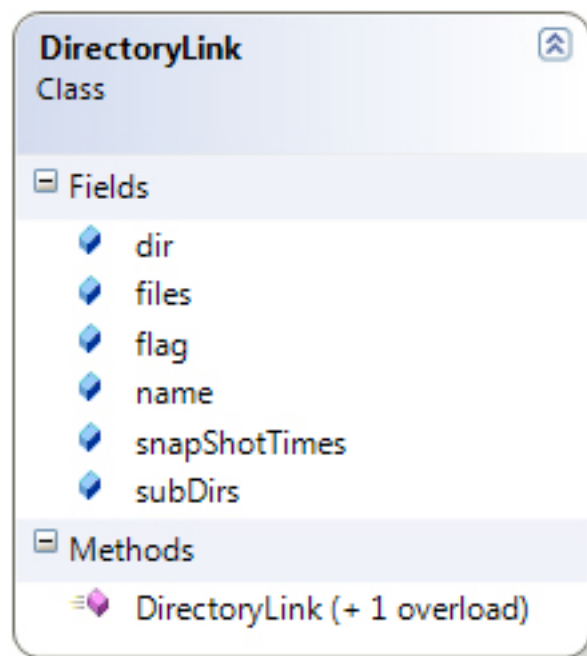 DirectoryLink
Class
Fields
dir
files
flag
name
snapShotTimes
subDirs
Methods
DirectoryLink (+ 1 overload)